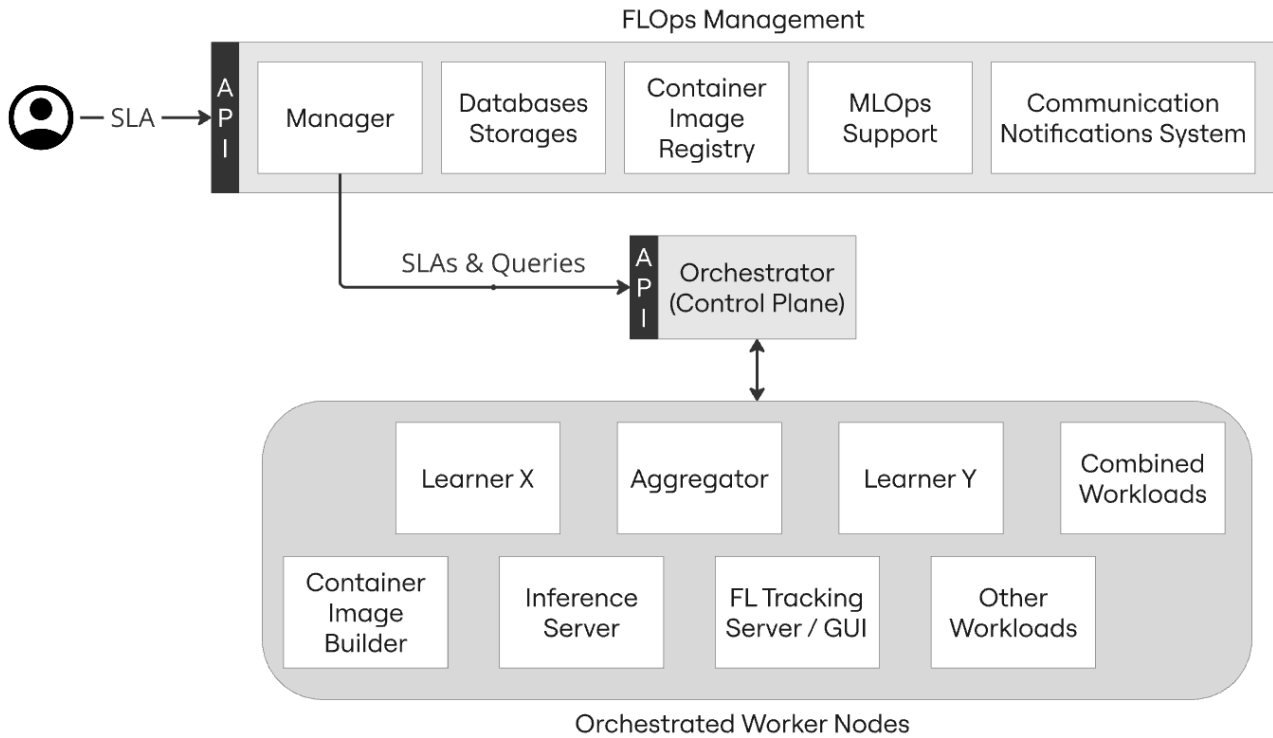 FLOps Management
SLA
A
P
I
Manager
Databases
Storages
Container
Image
Registry
MLOps
Support
Communication
Notifications System
SLAs & Queries
A
P
I
Orchestrator
(Control Plane)
Learner X
Aggregator
Learner Y
Combined
Workloads
Container
Image
Builder
Inference
Server
FL Tracking
Server / GUI
Other
Workloads
Orchestrated Worker Nodes